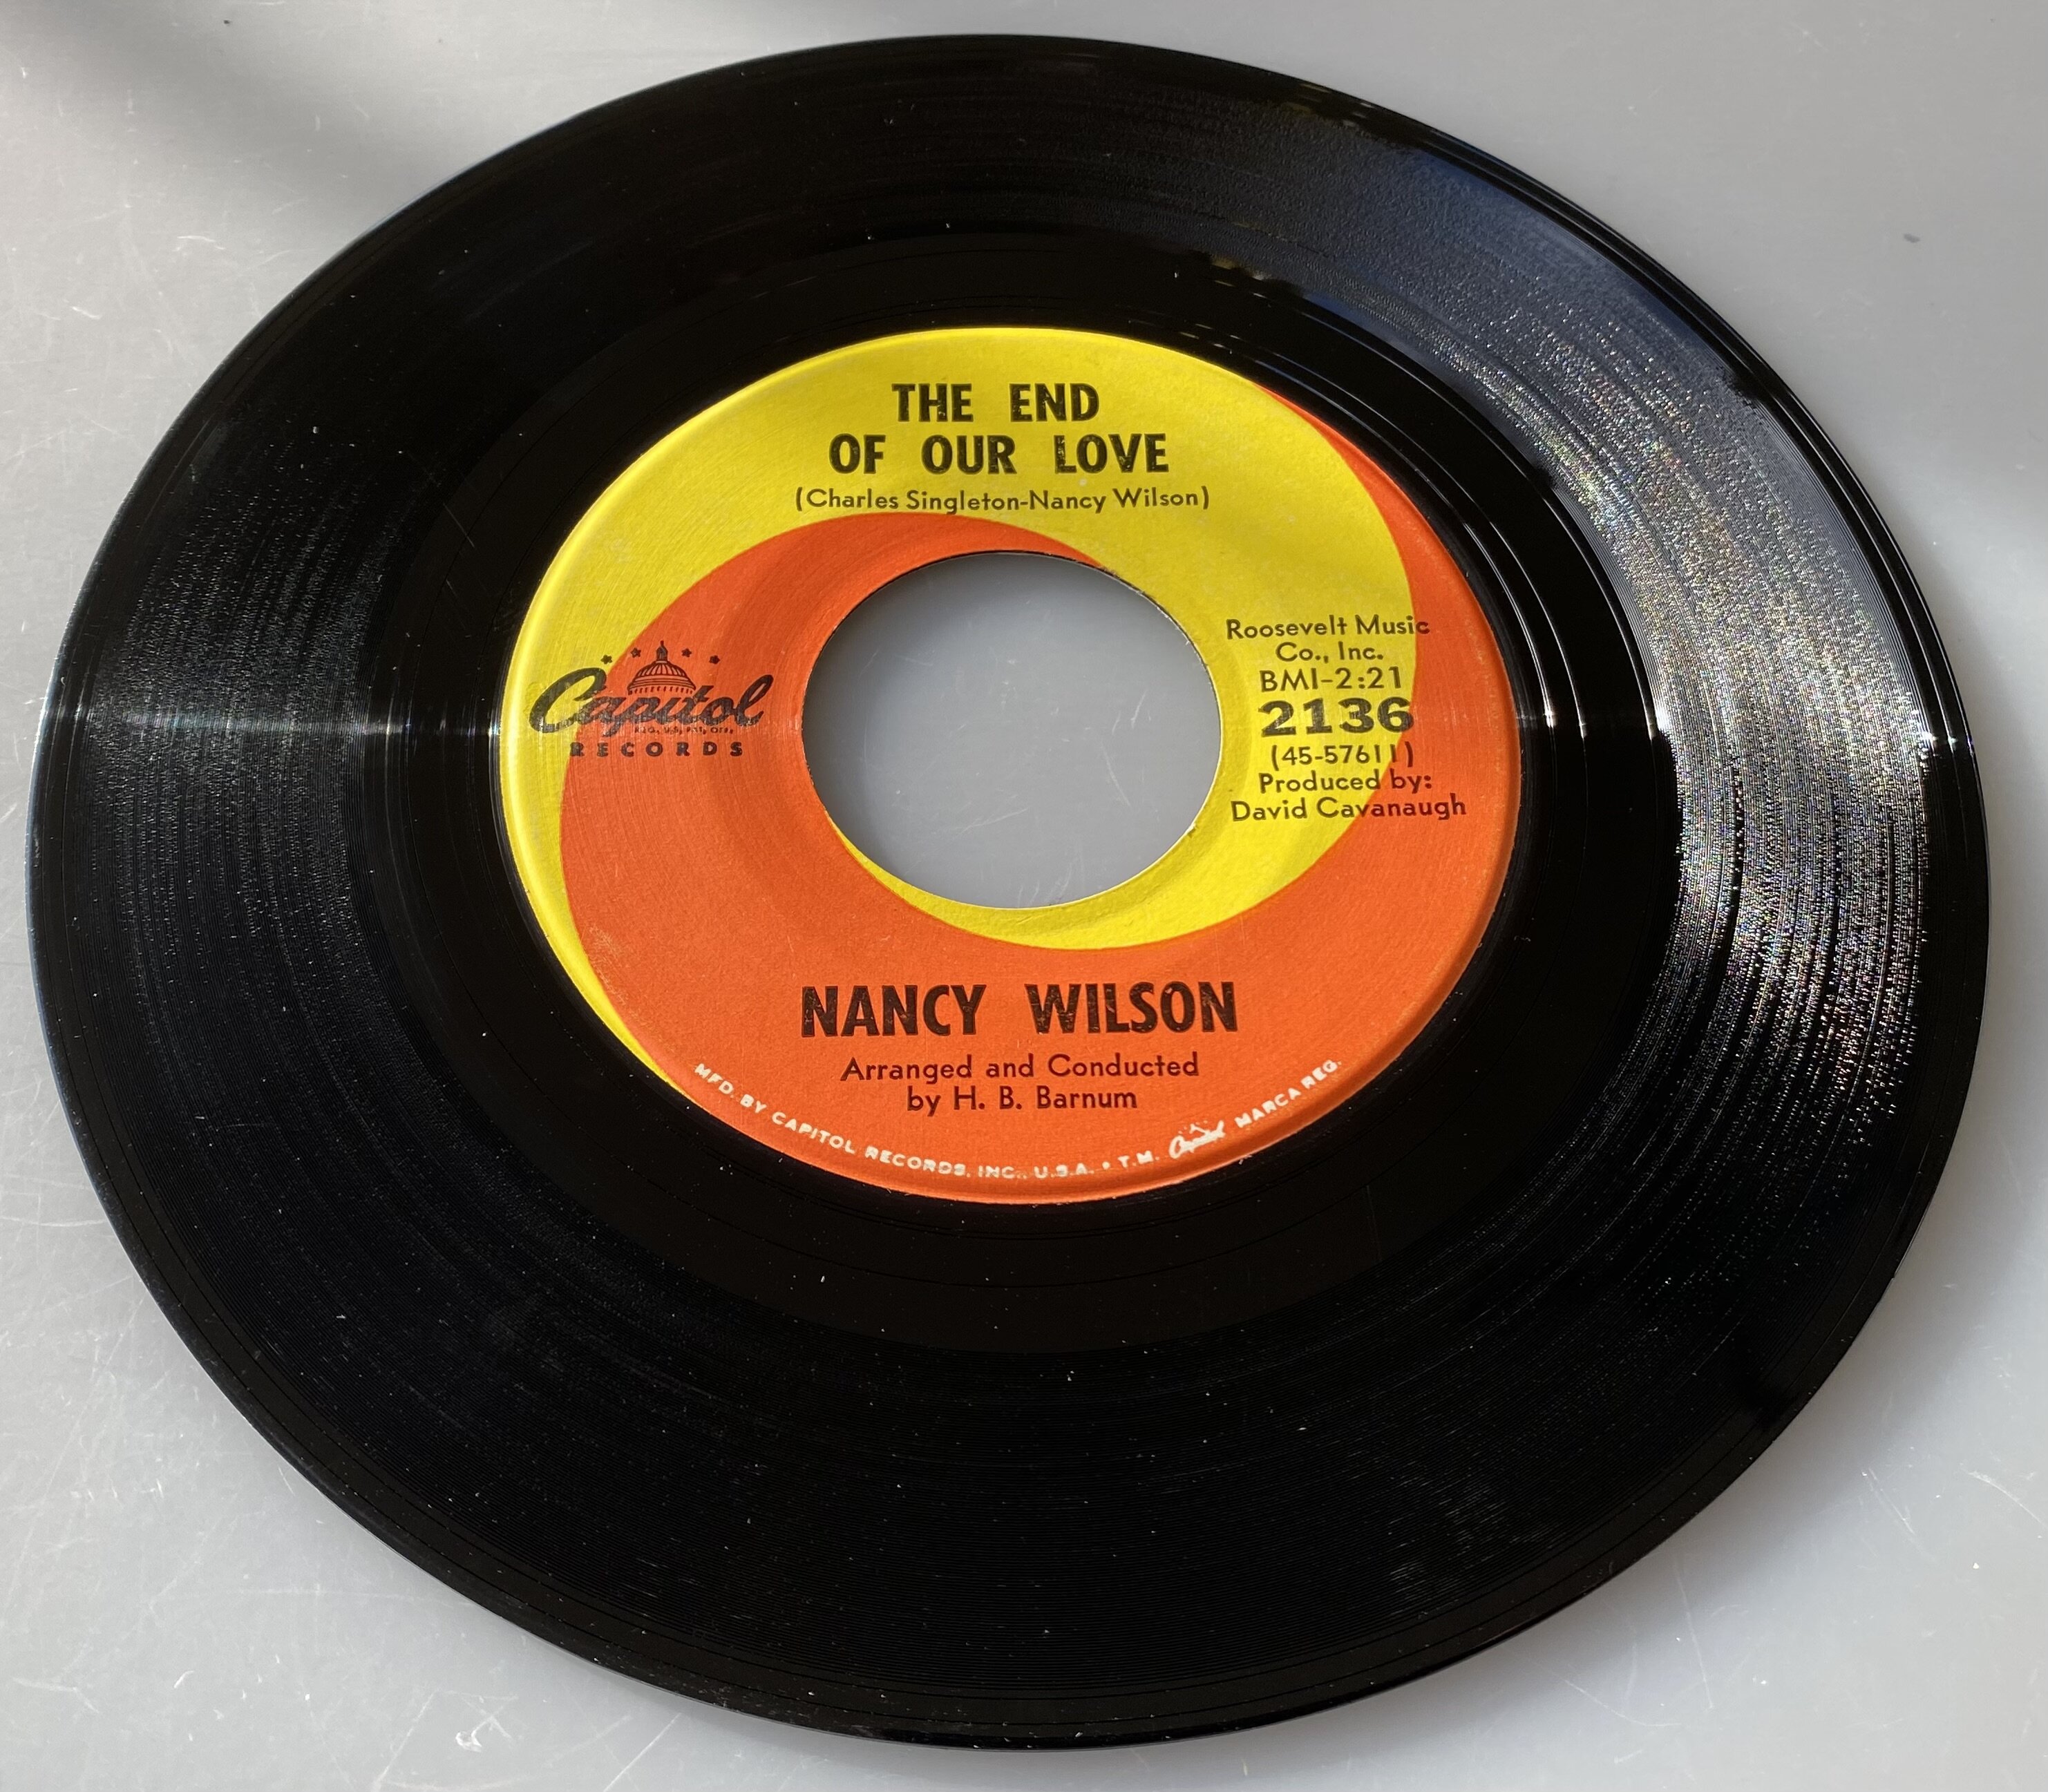 THE END
OF OUR LOVE
(Charles Singleton-Nancy Wilson)
Capitol
RECORDS
Roosevelt Music
Co., Inc.
BMI-2:21
2136
(45-57611)
Produced by:
David Cavanaugh
NANCY WILSON
Arranged and Conducted
by H. B. Barnum
MFD. BY CAPITOL RECORDS, INC., U.S.A. • T.M. Capitol MARCA REG.